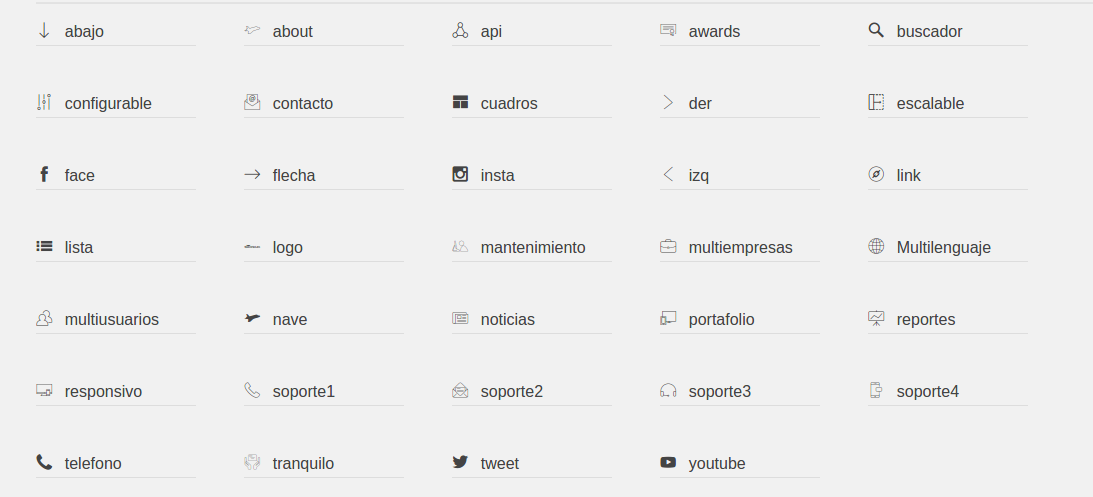 abajo about api awards buscador
configurable contacto cuadros der escalable
face flecha insta izq link
lista logo mantenimiento multiempresas Multilenguaje
multiusuarios nave noticias portafolio reportes
responsivo soporte1 soporte2 soporte3 soporte4
telefono tranquilo tweet youtube